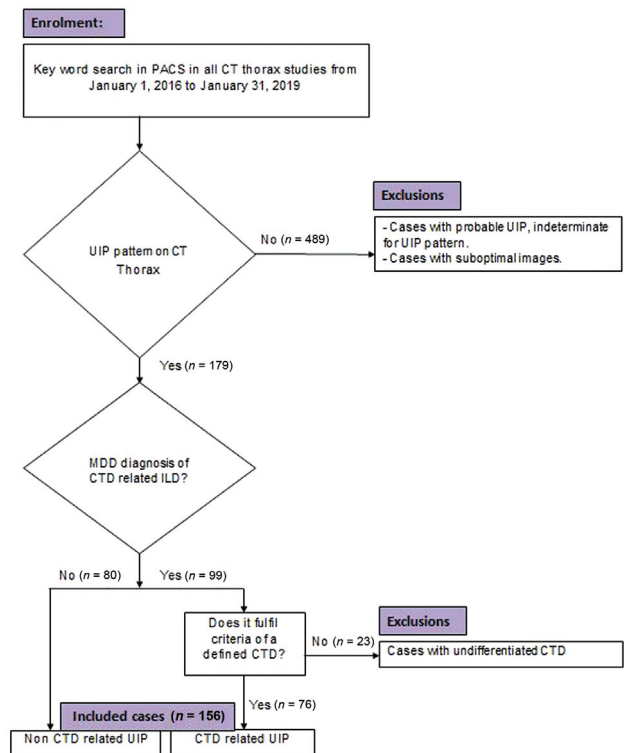 Enrolment:
Key word search in PACS in all CT thorax studies from
January 1, 2016 to January 31, 2019
UIP pattern on CT
Thorax
No (n = 489)
Exclusions
- Cases with probable UIP, indeterminate
for UIP pattern.
- Cases with suboptimal images.
Yes (n = 179)
MDD diagnosis of
CTD related ILD?
No (n = 80)
Yes (n = 99)
Does it fulfil
criteria of a
defined CTD?
No (n = 23)
Exclusions
Cases with undifferentiated CTD
Yes (n = 76)
Included cases (n = 156)
Non CTD related UIP
CTD related UIP